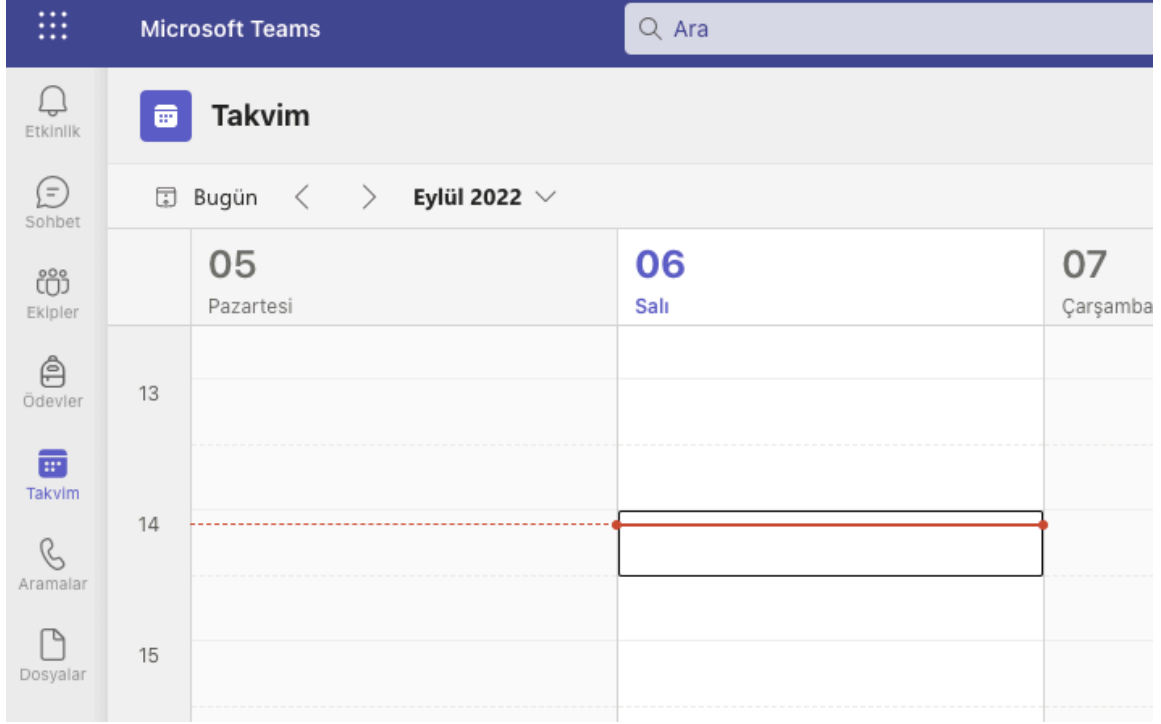 Microsoft Teams
Ara
Etkinlik
Sohbet
Ekipler
Ödevler
Takvim
Aramalar
Dosyalar
Takvim
Bugün
Eylül 2022
05
Pazartesi
06
Salı
07
Çarşamba
13
14
15